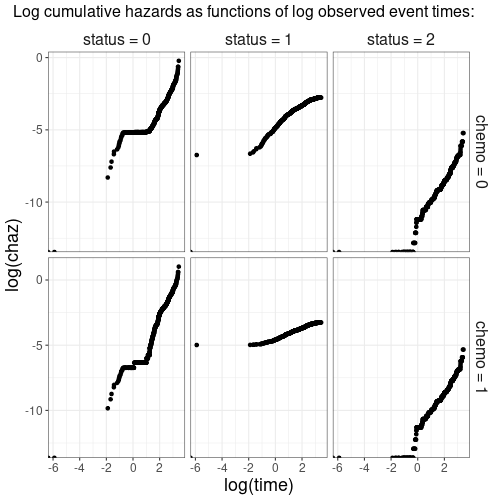 Log cumulative hazards as functions of log observed event times:
status = 0 status = 1 status = 2
0
-5
-10
chemo = 0
log(chaz)
0
-5
-10
chemo = 1
-6 -4 -2 0 2 -6 -4 -2 0 2 -6 -4 -2 0 2
log(time)